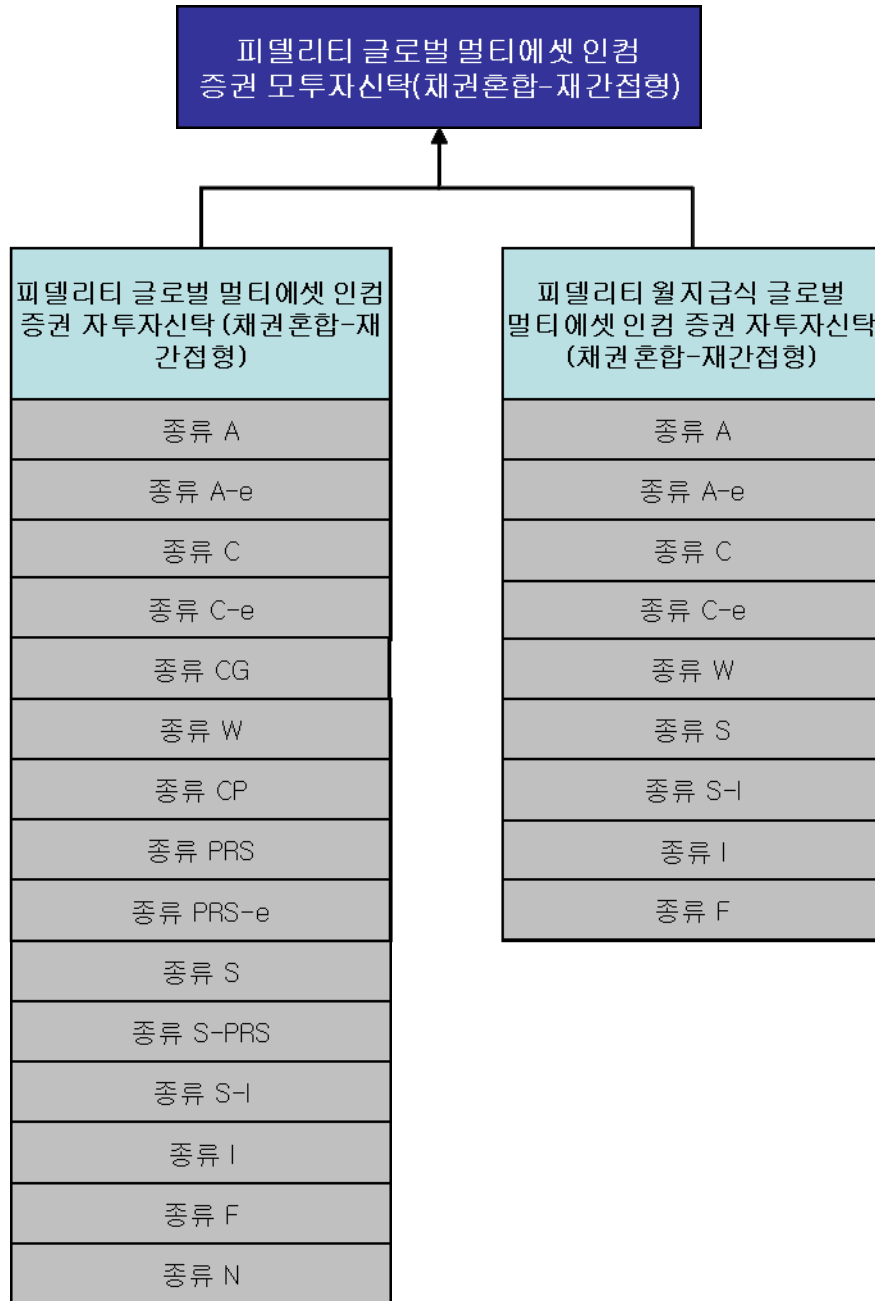 피델리티 글로벌 멀티에셋 인컴
증권 모투자신탁(채권혼합-재간접형)
피델리티 글로벌 멀티에셋 인컴
증권 자투자신탁 (채권혼합-재
간접형)
종류 A
종류 A-e
종류 C
종류 C-e
종류 CG
종류 W
종류 CP
종류 PRS
종류 PRS-e
종류 S
종류 S-PRS
종류 S-I
종류 I
종류 F
종류 N
피델리티 월지급식 글로벌
멀티에셋 인컴 증권 자투자신탁
(채권혼합-재간접형)
종류 A
종류 A-e
종류 C
종류 C-e
종류 W
종류 S
종류 S-I
종류 I
종류 F